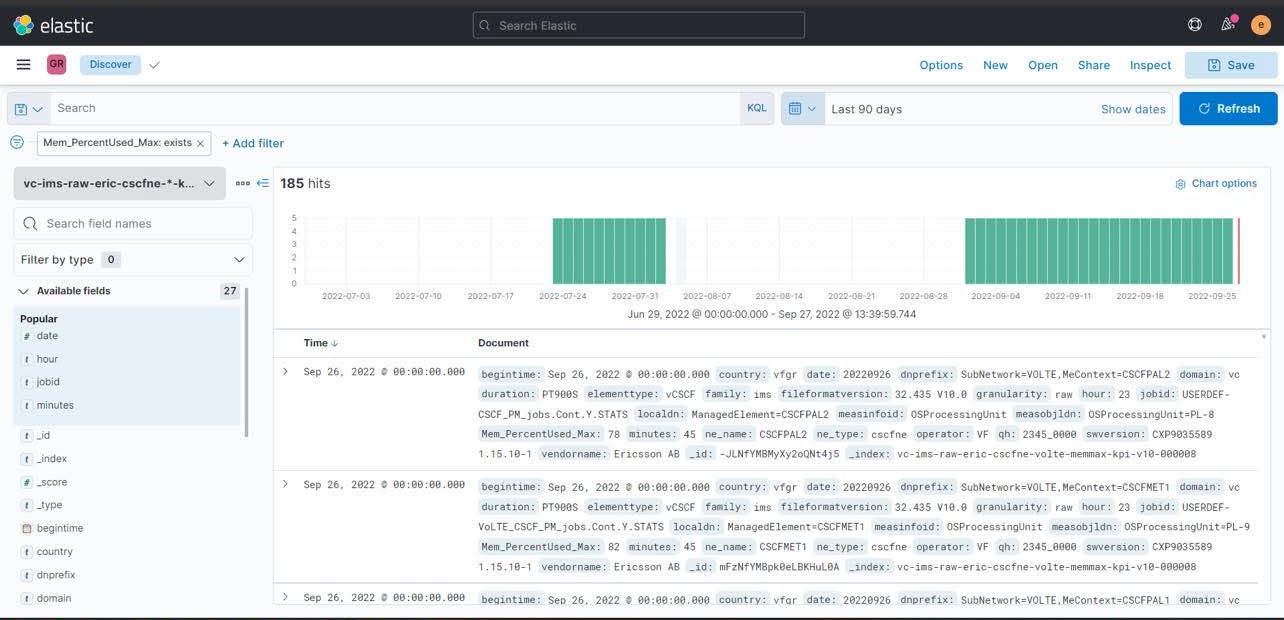 elastic
Search Elastic
e
GR
Discover
Options
New
Open
Share
Inspect
Save
Search
KQL
Last 90 days
Show dates
Refresh
Mem_PercentUsed_Max: exists ×
+ Add filter
vc-ims-raw-eric-cscfne-*-k...
185 hits
Chart options
Search field names
Filter by type 0
Available fields 27
Popular
# date
t hour
t jobid
t minutes
t _id
t _index
# _score
t _type
begintime
t country
t dnprefix
t domain
5
4
3
2
1
0
2022-07-03 2022-07-10 2022-07-17 2022-07-24 2022-07-31 2022-08-07 2022-08-14 2022-08-21 2022-08-28 2022-09-04 2022-09-11 2022-09-18 2022-09-25
Jun 29, 2022 @ 00:00:00.000 - Sep 27, 2022 @ 13:39:59.744
Time ↓ Document
Sep 26, 2022 @ 00:00:00.000
begintime: Sep 26, 2022 @ 00:00:00.000 country: vfgr date: 20220926 dnprefix: SubNetwork=VOLTE,MeContext=CSCFPAL2 domain: vc
duration: PT900S elementtype: vCSCF family: ims fileformatversion: 32.435 V10.0 granularity: raw hour: 23 jobid: USERDEF-
CSCF_PM_jobs.Cont.Y.STATS localdn: ManagedElement=CSCFPAL2 measinfoid: OSProcessingUnit measobjldn: OSProcessingUnit=PL-8
Mem_PercentUsed_Max: 78 minutes: 45 ne_name: CSCFPAL2 ne_type: cscfne operator: VF qh: 2345_0000 swversion: CXP9035589
1.15.10-1 vendorname: Ericsson AB _id: -JLNfYMBMyXy2oQNt4j5 _index: vc-ims-raw-eric-cscfne-volte-memmax-kpi-v10-000008
Sep 26, 2022 @ 00:00:00.000
begintime: Sep 26, 2022 @ 00:00:00.000 country: vfgr date: 20220926 dnprefix: SubNetwork=VOLTE,MeContext=CSCFMET1 domain: vc
duration: PT900S elementtype: vCSCF family: ims fileformatversion: 32.435 V10.0 granularity: raw hour: 23 jobid: USERDEF-
VoLTE_CSCF_PM_jobs.Cont.Y.STATS localdn: ManagedElement=CSCFMET1 measinfoid: OSProcessingUnit measobjldn: OSProcessingUnit=PL-9
Mem_PercentUsed_Max: 82 minutes: 45 ne_name: CSCFMET1 ne_type: cscfne operator: VF qh: 2345_0000 swversion: CXP9035589
1.15.10-1 vendorname: Ericsson AB _id: mFzNfYMBpk0eLBKHuL0A _index: vc-ims-raw-eric-cscfne-volte-memmax-kpi-v10-000008
Sep 26, 2022 @ 00:00:00.000
begintime: Sep 26, 2022 @ 00:00:00.000 country: vfgr date: 20220926 dnprefix: SubNetwork=VOLTE,MeContext=CSCFPAL1 domain: vc